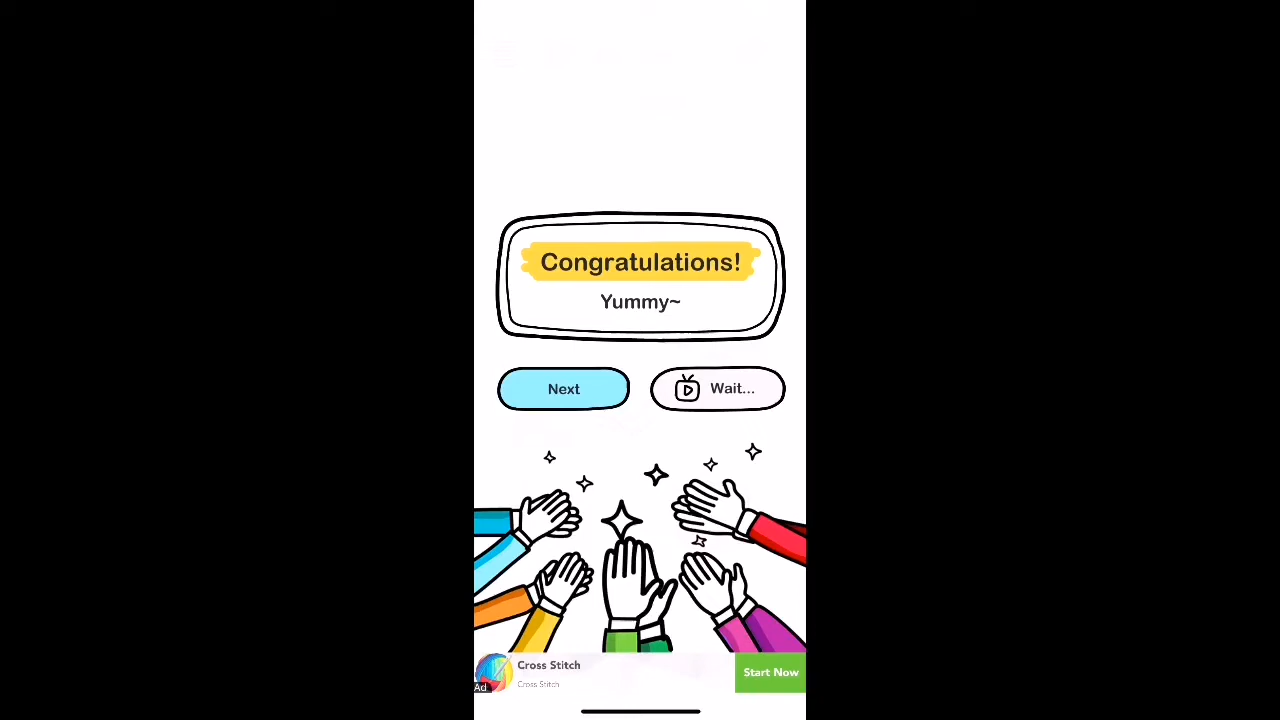 Congratulations!
Yummy~
Next
Wait...
Cross Stitch
Cross Stitch
Ad
Start Now